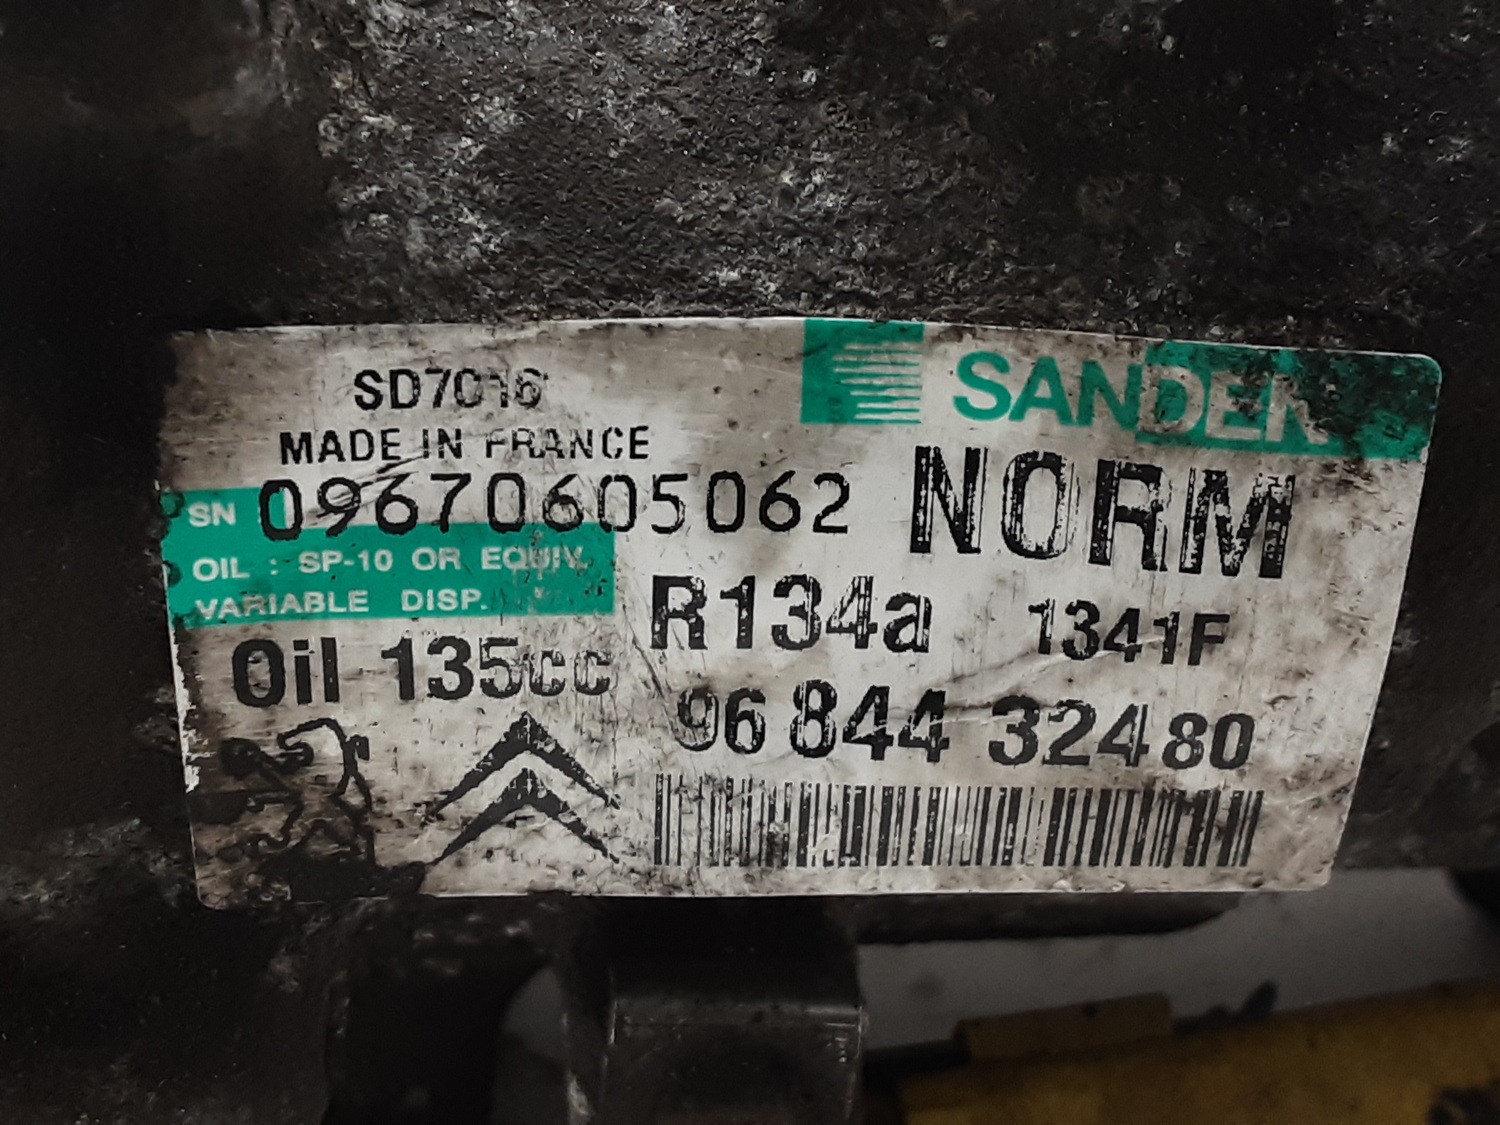 SD7016
SANDEN
MADE IN FRANCE
SN 09670605062 NORM
OIL : SP-10 OR EQUIV.
VARIABLE DISP.
R134a 1341F
Oil 135cc
96 844 324 80